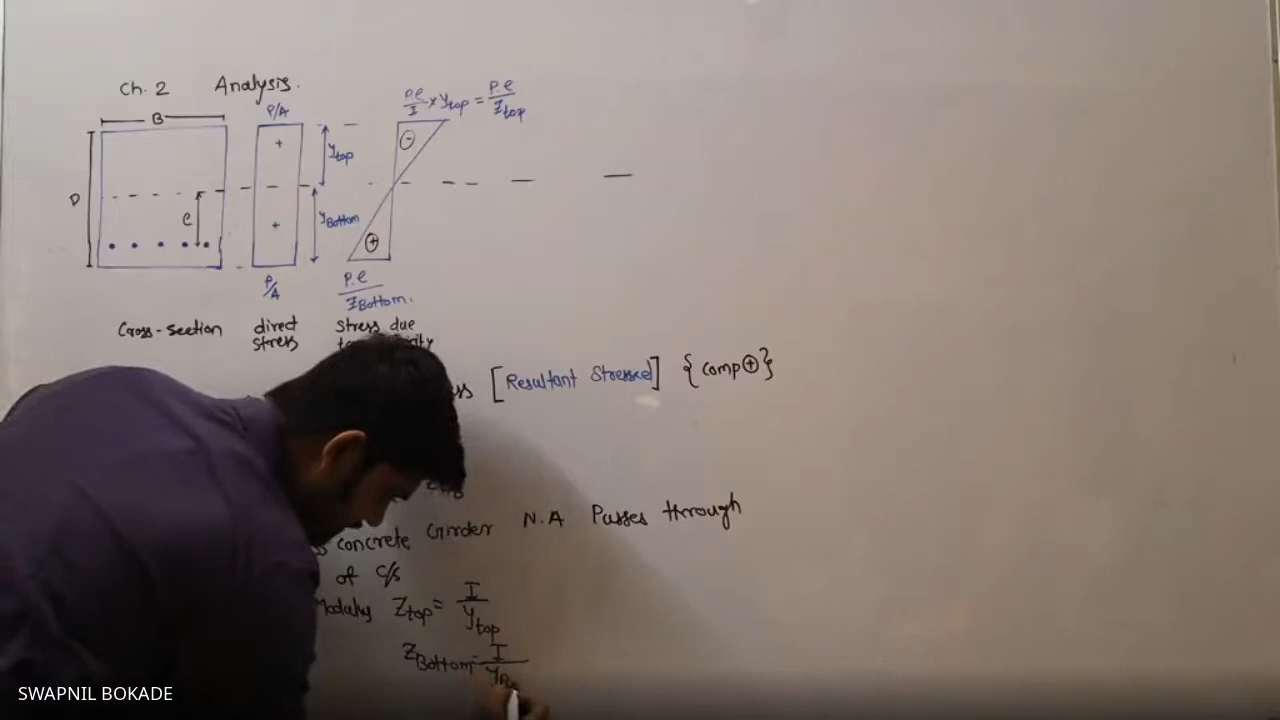 Ch. 2 Analysis.
B
P/A
P.e/I × ytop = P.e/Ztop
D
+
ytop
-
e
+
yBottom
+
P/A
P.e/ZBottom.
Cross-section
direct stress
stress due
[Resultant Stresses] {comp +}
concrete Girder N.A Passes through
of c/s
Modulus Ztop = I/ytop
ZBottom = I/
SWAPNIL BOKADE